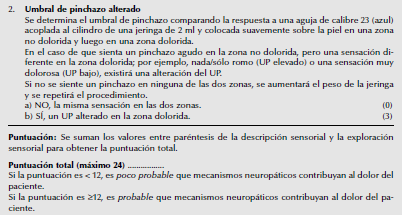 2. Umbral de pinchazo alterado
Se determina el umbral de pinchazo comparando la respuesta a una aguja de calibre 23 (azul)
acoplada al cilindro de una jeringa de 2 ml y colocada suavemente sobre la piel en una zona
no dolorida y luego en una zona dolorida.
En el caso de que sienta un pinchazo agudo en la zona no dolorida, pero una sensación di-
ferente en la zona dolorida; por ejemplo, nada/sólo romo (UP elevado) o una sensación muy
dolorosa (UP bajo), existirá una alteración del UP.
Si no se siente un pinchazo en ninguna de las dos zonas, se aumentará el peso de la jeringa
y se repetirá el procedimiento.
a) NO, la misma sensación en las dos zonas. (0)
b) SÍ, un UP alterado en la zona dolorida. (3)
Puntuación: Se suman los valores entre paréntesis de la descripción sensorial y la exploración
sensorial para obtener la puntuación total.
Puntuación total (máximo 24) .................
Si la puntuación es < 12, es poco probable que mecanismos neuropáticos contribuyan al dolor del
paciente.
Si la puntuación es ≥12, es probable que mecanismos neuropáticos contribuyan al dolor del pa-
ciente.